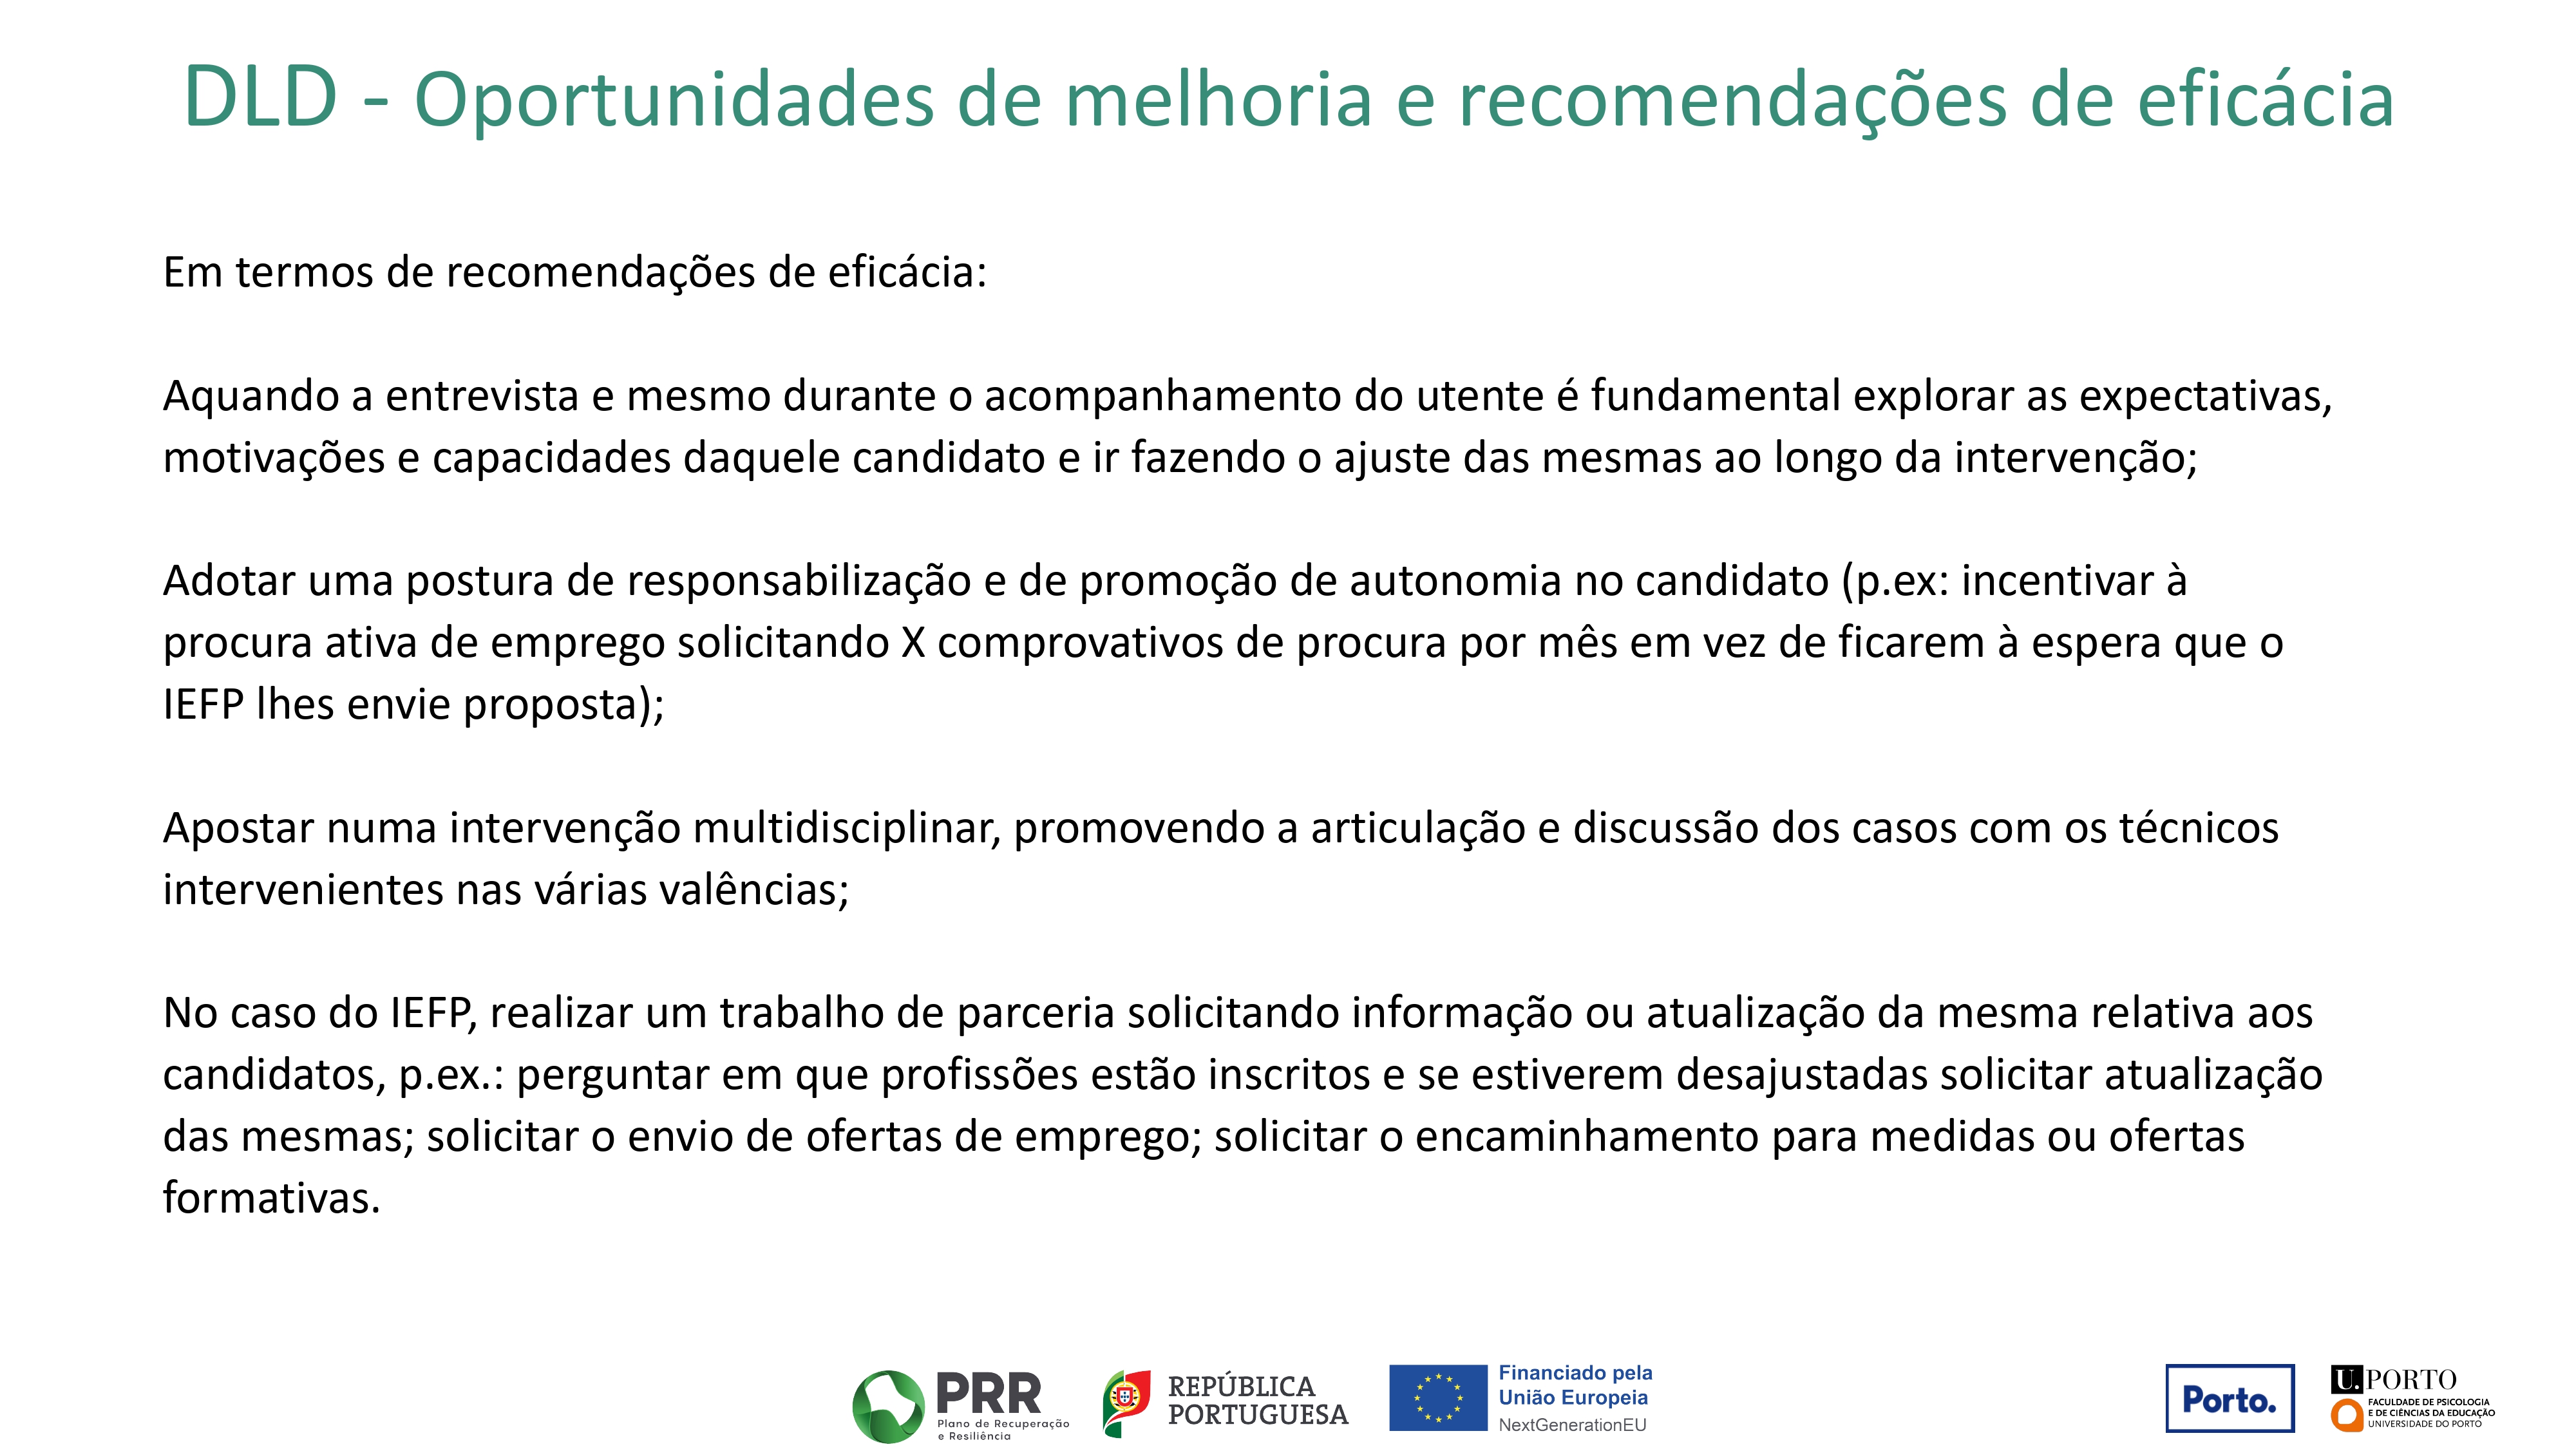 DLD - Oportunidades de melhoria e recomendações de eficácia
Em termos de recomendações de eficácia:
Aquando a entrevista e mesmo durante o acompanhamento do utente é fundamental explorar as expectativas,
motivações e capacidades daquele candidato e ir fazendo o ajuste das mesmas ao longo da intervenção;
Adotar uma postura de responsabilização e de promoção de autonomia no candidato (p.ex: incentivar à
procura ativa de emprego solicitando X comprovativos de procura por mês em vez de ficarem à espera que o
IEFP lhes envie proposta);
Apostar numa intervenção multidisciplinar, promovendo a articulação e discussão dos casos com os técnicos
intervenientes nas várias valências;
No caso do IEFP, realizar um trabalho de parceria solicitando informação ou atualização da mesma relativa aos
candidatos, p.ex.: perguntar em que profissões estão inscritos e se estiverem desajustadas solicitar atualização
das mesmas; solicitar o envio de ofertas de emprego; solicitar o encaminhamento para medidas ou ofertas
formativas.
PRR
Plano de Recuperação
e Resiliência
REPÚBLICA
PORTUGUESA
Financiado pela
União Europeia
NextGenerationEU
Porto.
U.PORTO
FACULDADE DE PSICOLOGIA
E DE CIÊNCIAS DA EDUCAÇÃO
UNIVERSIDADE DO PORTO